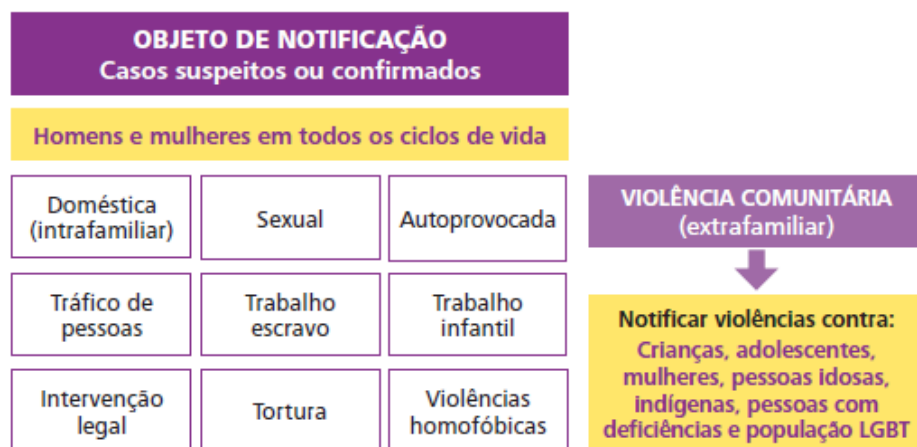 OBJETO DE NOTIFICAÇÃO
Casos suspeitos ou confirmados
Homens e mulheres em todos os ciclos de vida
Doméstica
(intrafamiliar)
Sexual
Autoprovocada
Tráfico de
pessoas
Trabalho
escravo
Trabalho
infantil
Intervenção
legal
Tortura
Violências
homofóbicas
VIOLÊNCIA COMUNITÁRIA
(extrafamiliar)
Notificar violências contra:
Crianças, adolescentes,
mulheres, pessoas idosas,
indígenas, pessoas com
deficiências e população LGBT